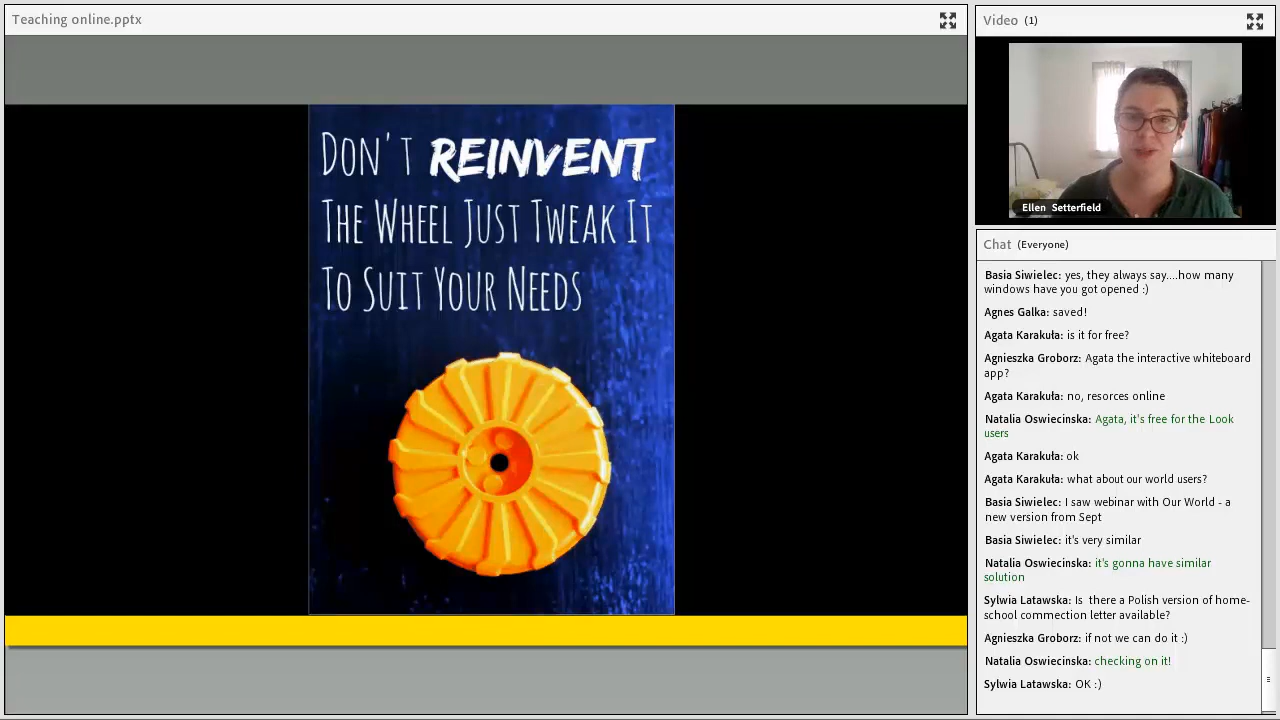 Teaching online.pptx
DON'T REINVENT
THE WHEEL JUST TWEAK IT
TO SUIT YOUR NEEDS
Video (1)
Ellen Setterfield
Chat (Everyone)
Basia Siwielec: yes, they always say....how many
windows have you got opened :)
Agnes Galka: saved!
Agata Karakuła: is it for free?
Agnieszka Groborz: Agata the interactive whiteboard
app?
Agata Karakuła: no, resorces online
Natalia Oswiecinska: Agata, it's free for the Look
users
Agata Karakuła: ok
Agata Karakuła: what about our world users?
Basia Siwielec: I saw webinar with Our World - a
new version from Sept
Basia Siwielec: it's very similar
Natalia Oswiecinska: it's gonna have similar
solution
Sylwia Latawska: Is there a Polish version of home-
school commection letter available?
Agnieszka Groborz: if not we can do it :)
Natalia Oswiecinska: checking on it!
Sylwia Latawska: OK :)